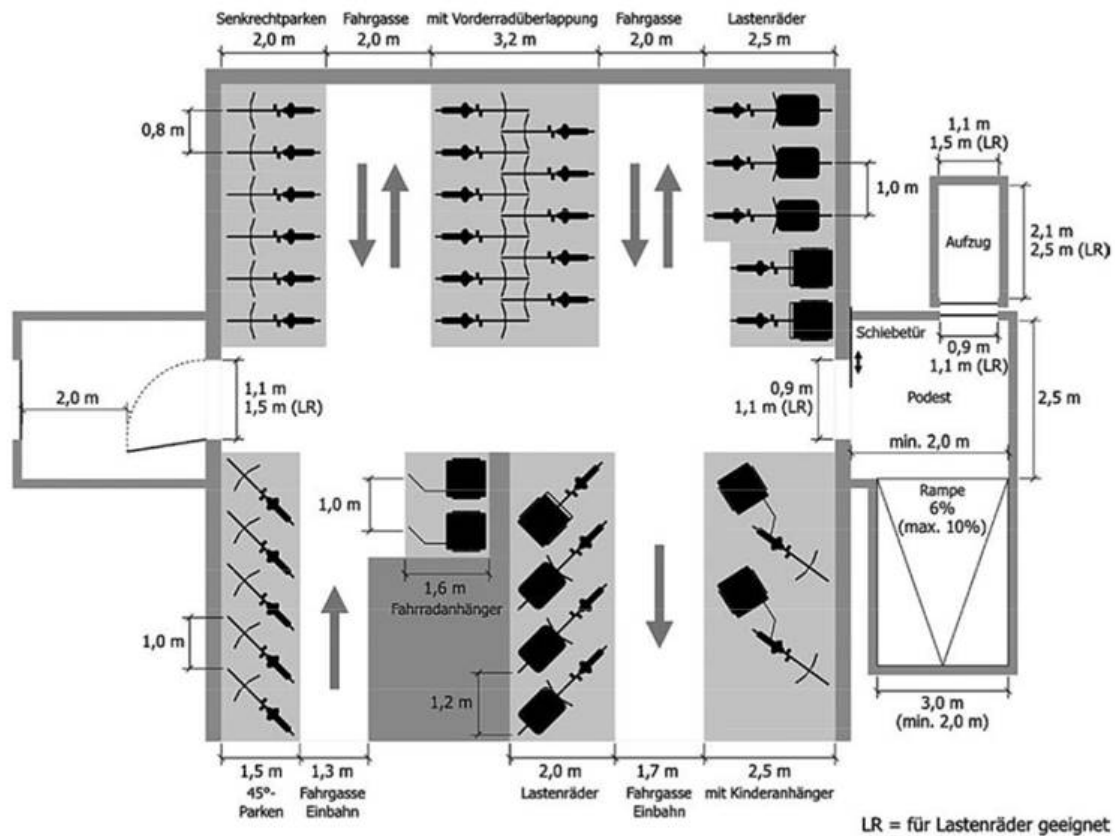 Senkrechtparken
2,0 m
Fahrgasse
2,0 m
mit Vorderradüberlappung
3,2 m
Fahrgasse
2,0 m
Lastenräder
2,5 m
0,8 m
1,0 m
1,1 m
1,5 m (LR)
Aufzug
2,1 m
2,5 m (LR)
Schiebetür
0,9 m
1,1 m (LR)
2,0 m
1,1 m
1,5 m (LR)
0,9 m
1,1 m (LR)
Podest
2,5 m
min. 2,0 m
1,0 m
Rampe
6%
(max. 10%)
1,6 m
Fahrradanhänger
1,0 m
1,2 m
3,0 m
(min. 2,0 m)
1,5 m
45°-
Parken
1,3 m
Fahrgasse
Einbahn
2,0 m
Lastenräder
1,7 m
Fahrgasse
Einbahn
2,5 m
mit Kinderanhänger
LR = für Lastenräder geeignet